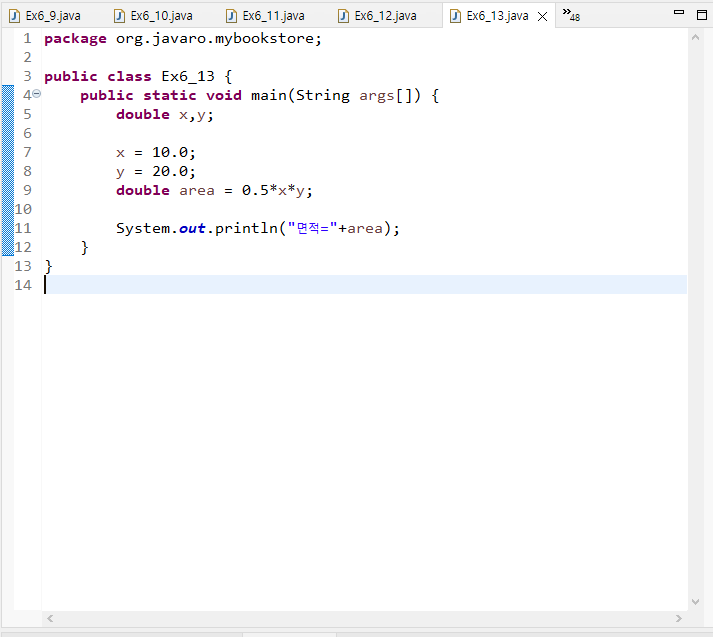 Ex6_9.java Ex6_10.java Ex6_11.java Ex6_12.java Ex6_13.java »48
1 package org.javaro.mybookstore;
2
3 public class Ex6_13 {
4 public static void main(String args[]) {
5 double x,y;
6
7 x = 10.0;
8 y = 20.0;
9 double area = 0.5*x*y;
10
11 System.out.println("면적="+area);
12 }
13 }
14